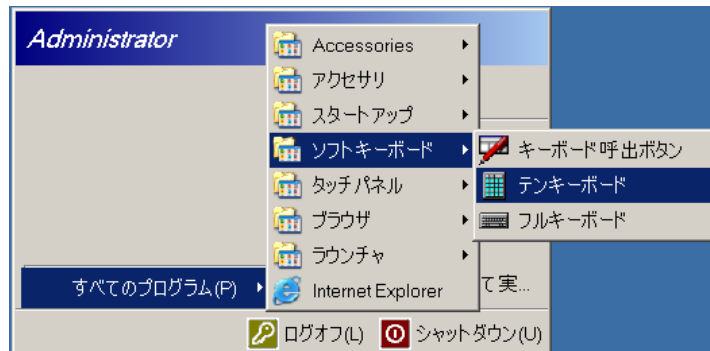 Administrator
Accessories
アクセサリ
スタートアップ
ソフトキーボード
タッチパネル
ブラウザ
ラウンチャ
Internet Explorer
キーボード呼出ボタン
テンキーボード
フルキーボード
すべてのプログラム(P)
て実...
ログオフ(L)
シャットダウン(U)